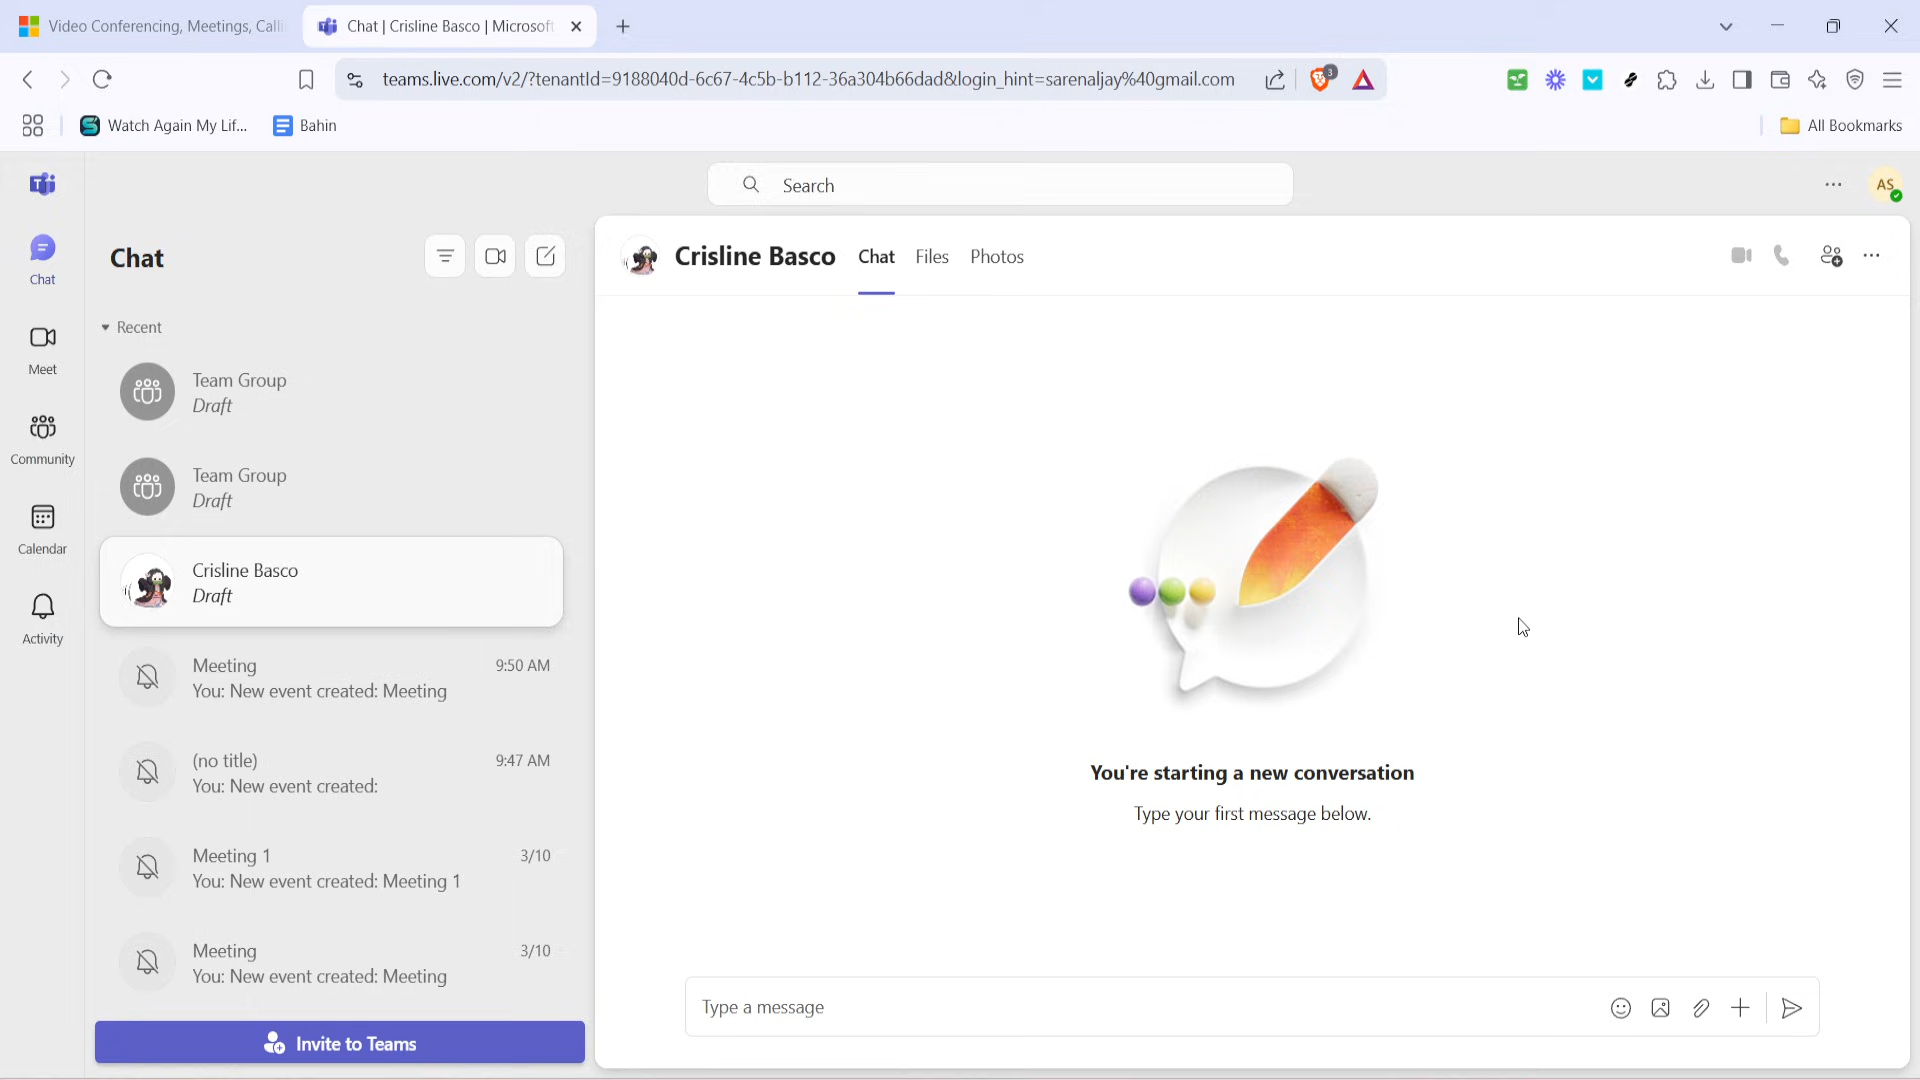 Video Conferencing, Meetings, Calli
Chat | Crisline Basco | Microsoft
teams.live.com/v2/?tenantId=9188040d-6c67-4c5b-b112-36a304b66dad&login_hint=sarenaljay%40gmail.com
3
Watch Again My Lif...
Bahin
All Bookmarks
Search
AS
Chat
Meet
Community
Calendar
Activity
Chat
Recent
Team Group
Draft
Team Group
Draft
Crisline Basco
Draft
Meeting 9:50 AM
You: New event created: Meeting
(no title) 9:47 AM
You: New event created:
Meeting 1 3/10
You: New event created: Meeting 1
Meeting 3/10
You: New event created: Meeting
Invite to Teams
Crisline Basco Chat Files Photos
You're starting a new conversation
Type your first message below.
Type a message